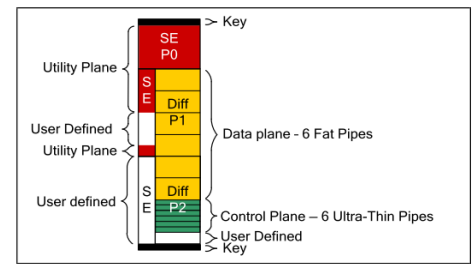 Key
SE
P0
Utility Plane
S
E
Diff
P1
User Defined
Data plane - 6 Fat Pipes
Utility Plane
User defined
S
E
Diff
P2
Control Plane – 6 Ultra-Thin Pipes
User Defined
Key